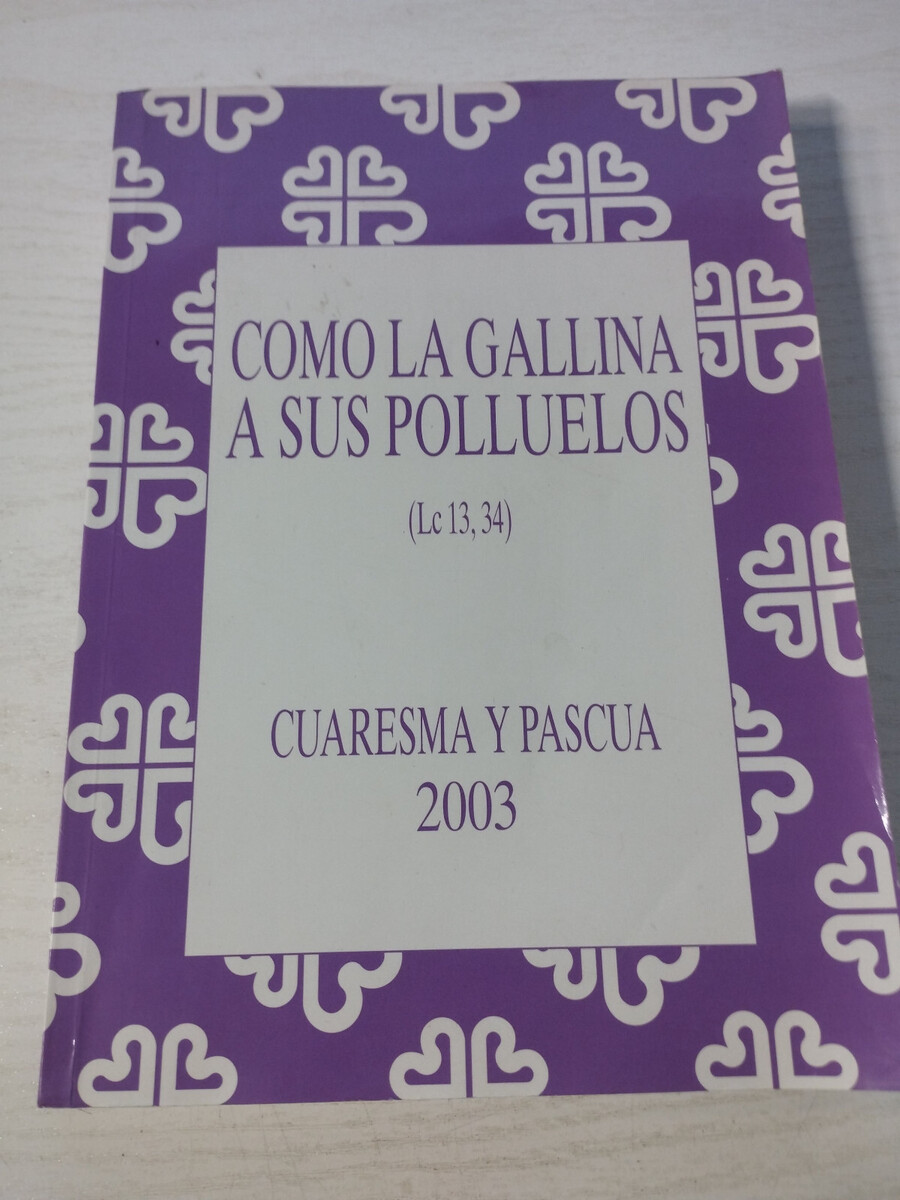 COMO LA GALLINA
A SUS POLLUELOS
(Lc 13, 34)
CUARESMA Y PASCUA
2003